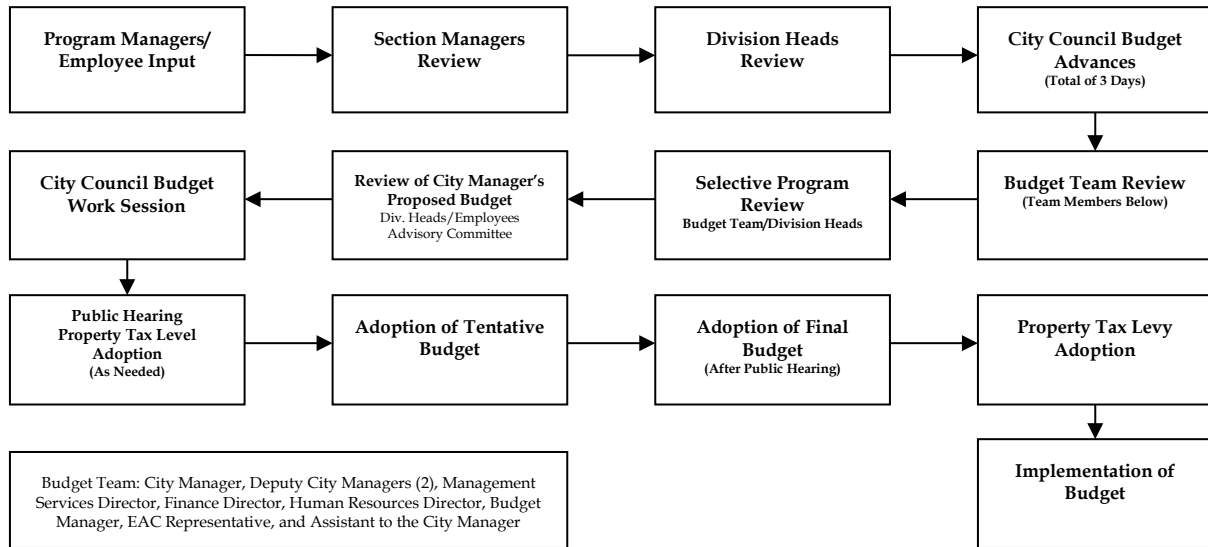 Program Managers/
Employee Input
Section Managers
Review
Division Heads
Review
City Council Budget
Advances
(Total of 3 Days)
City Council Budget
Work Session
Review of City Manager's
Proposed Budget
Div. Heads/Employees
Advisory Committee
Selective Program
Review
Budget Team/Division Heads
Budget Team Review
(Team Members Below)
Public Hearing
Property Tax Level
Adoption
(As Needed)
Adoption of Tentative
Budget
Adoption of Final
Budget
(After Public Hearing)
Property Tax Levy
Adoption
Budget Team: City Manager, Deputy City Managers (2), Management
Services Director, Finance Director, Human Resources Director, Budget
Manager, EAC Representative, and Assistant to the City Manager
Implementation of
Budget